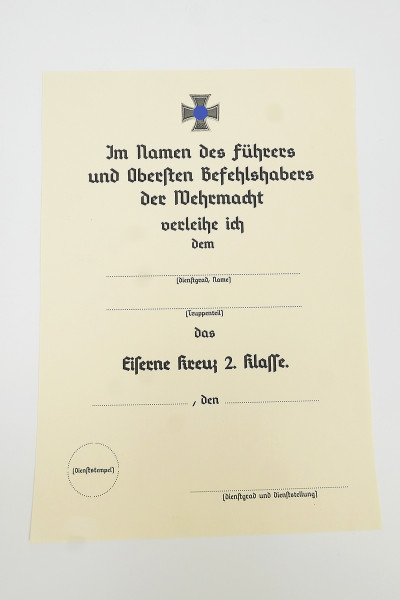 Im Namen des Führers
und Obersten Befehlshabers
der Wehrmacht
verleihe ich
dem
(Dienstgrad, Name)
(Truppenteil)
das
Eiserne Kreuz 2. Klasse.
, den
(Dienststempel)
(Dienstgrad und Dienststellung)